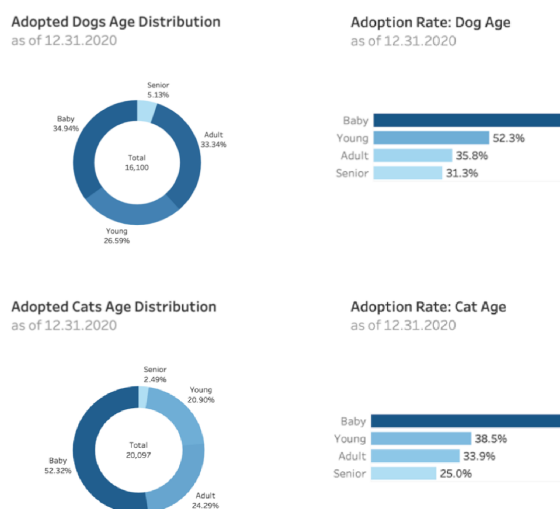 Adopted Dogs Age Distribution
as of 12.31.2020
Senior
5.13%
Baby
34.94%
Adult
33.34%
Total
16,100
Young
26.59%
Adoption Rate: Dog Age
as of 12.31.2020
Baby
Young 52.3%
Adult 35.8%
Senior 31.3%
Adopted Cats Age Distribution
as of 12.31.2020
Senior
2.49%
Young
20.90%
Total
20,097
Baby
52.32%
Adult
24.29%
Adoption Rate: Cat Age
as of 12.31.2020
Baby
Young 38.5%
Adult 33.9%
Senior 25.0%